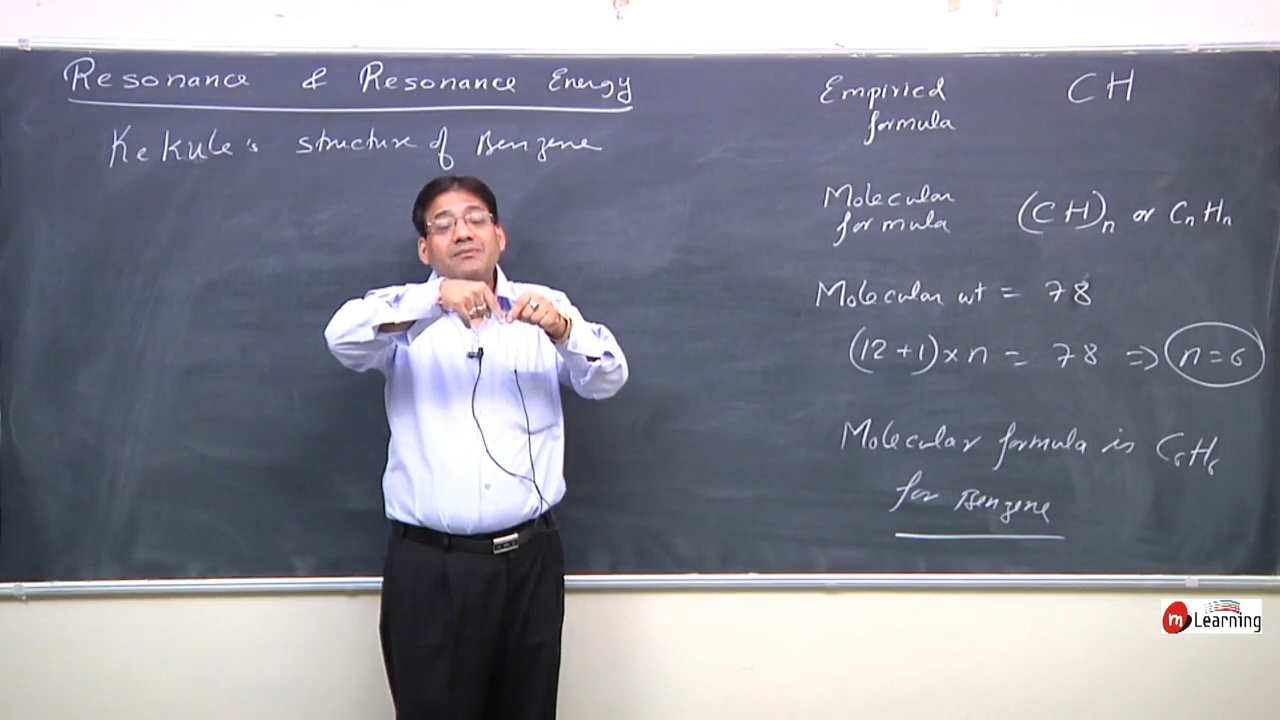 Resonance & Resonance Energy
Kekule's structure of Benzene
Empirical
formula CH
Molecular
formula (CH)n or CnHn
Molecular wt = 78
(12+1)×n = 78 ⇒ n=6
Molecular formula is C6H6
for Benzene
m Learning